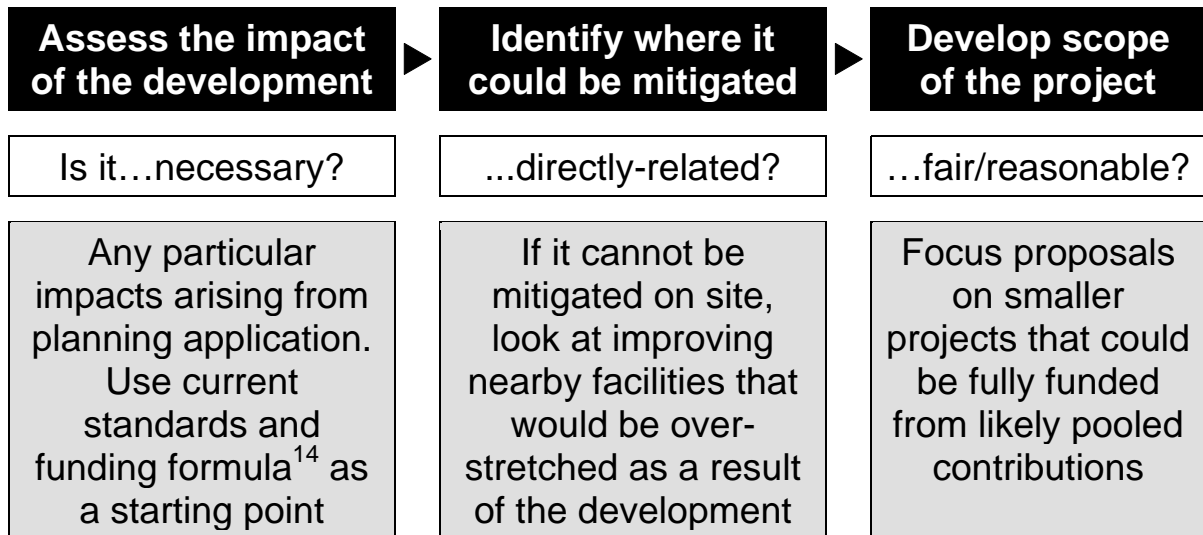 Assess the impact
of the development
Identify where it
could be mitigated
Develop scope
of the project
Is it…necessary?
...directly-related?
…fair/reasonable?
Any particular
impacts arising from
planning application.
Use current
standards and
funding formula14 as
a starting point
If it cannot be
mitigated on site,
look at improving
nearby facilities that
would be over-
stretched as a result
of the development
Focus proposals
on smaller
projects that could
be fully funded
from likely pooled
contributions